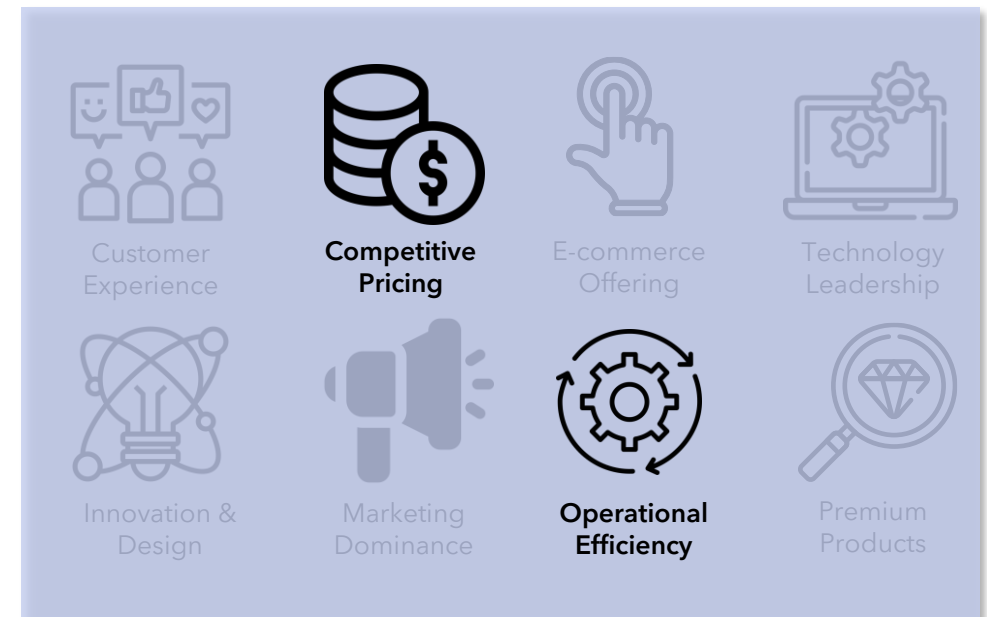 Customer
Experience
Competitive
Pricing
$
E-commerce
Offering
Technology
Leadership
Innovation &
Design
Marketing
Dominance
Operational
Efficiency
Premium
Products